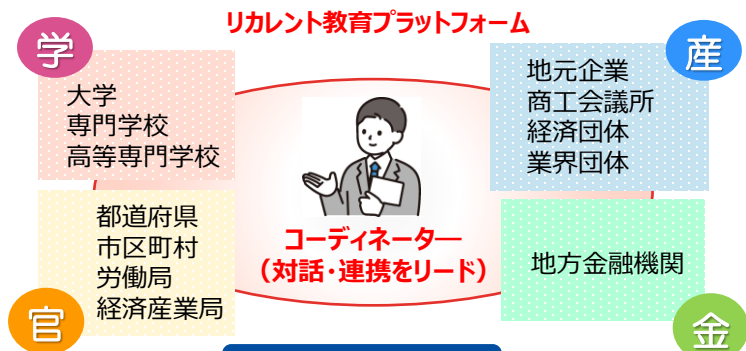 リカレント教育プラットフォーム
学
大学
専門学校
高等専門学校
産
地元企業
商工会議所
経済団体
業界団体
コーディネーター
（対話・連携をリード）
官
都道府県
市区町村
労働局
経済産業局
金
地方金融機関